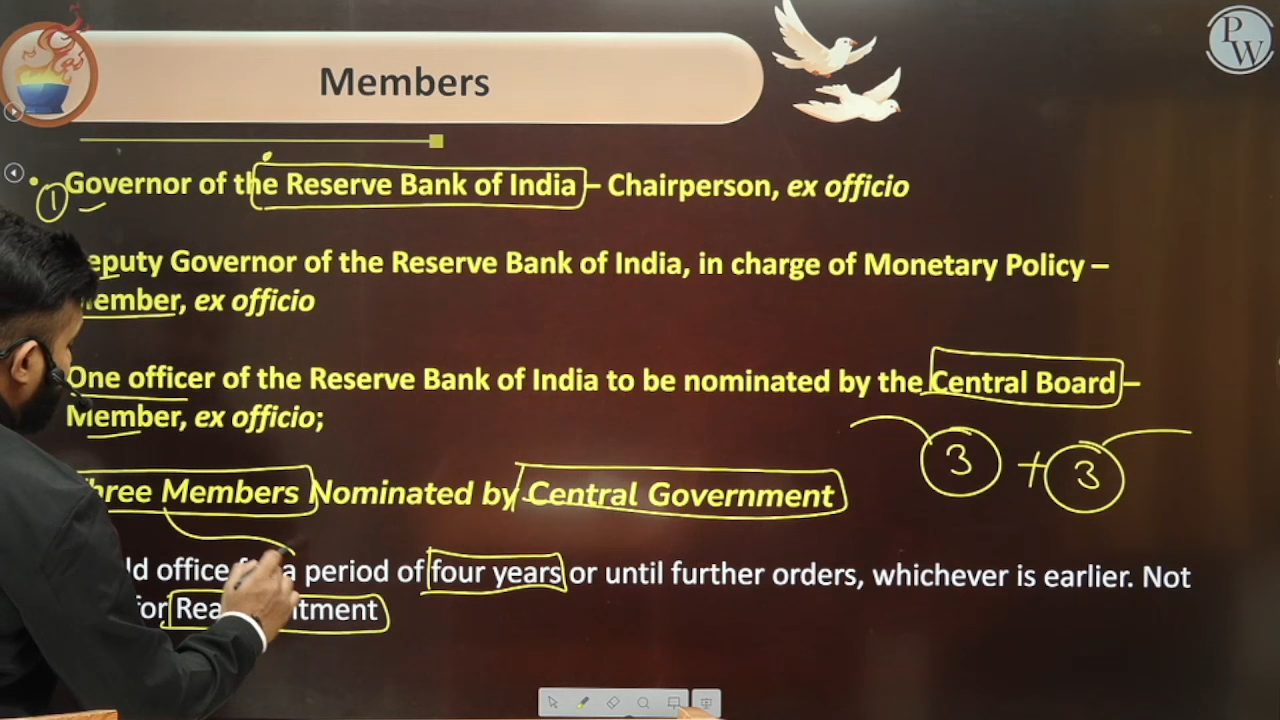 Members
PW
① Governor of the Reserve Bank of India – Chairperson, ex officio
eputy Governor of the Reserve Bank of India, in charge of Monetary Policy –
ember, ex officio
One officer of the Reserve Bank of India to be nominated by the Central Board –
Member, ex officio;
3 + 3
hree Members Nominated by Central Government
ld office a period of four years or until further orders, whichever is earlier. Not
for Rea tment